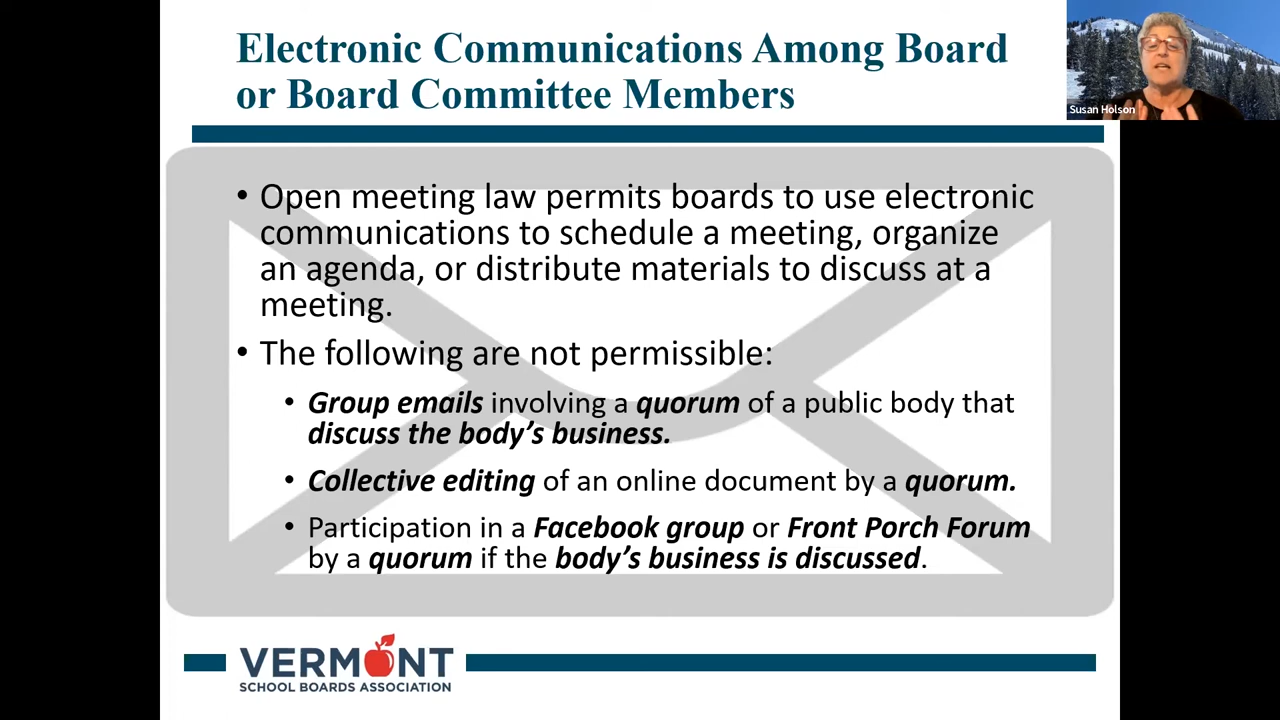 Electronic Communications Among Board
or Board Committee Members
Susan Holson
• Open meeting law permits boards to use electronic
communications to schedule a meeting, organize
an agenda, or distribute materials to discuss at a
meeting.
• The following are not permissible:
• Group emails involving a quorum of a public body that
discuss the body’s business.
• Collective editing of an online document by a quorum.
• Participation in a Facebook group or Front Porch Forum
by a quorum if the body’s business is discussed.
VERMONT
SCHOOL BOARDS ASSOCIATION